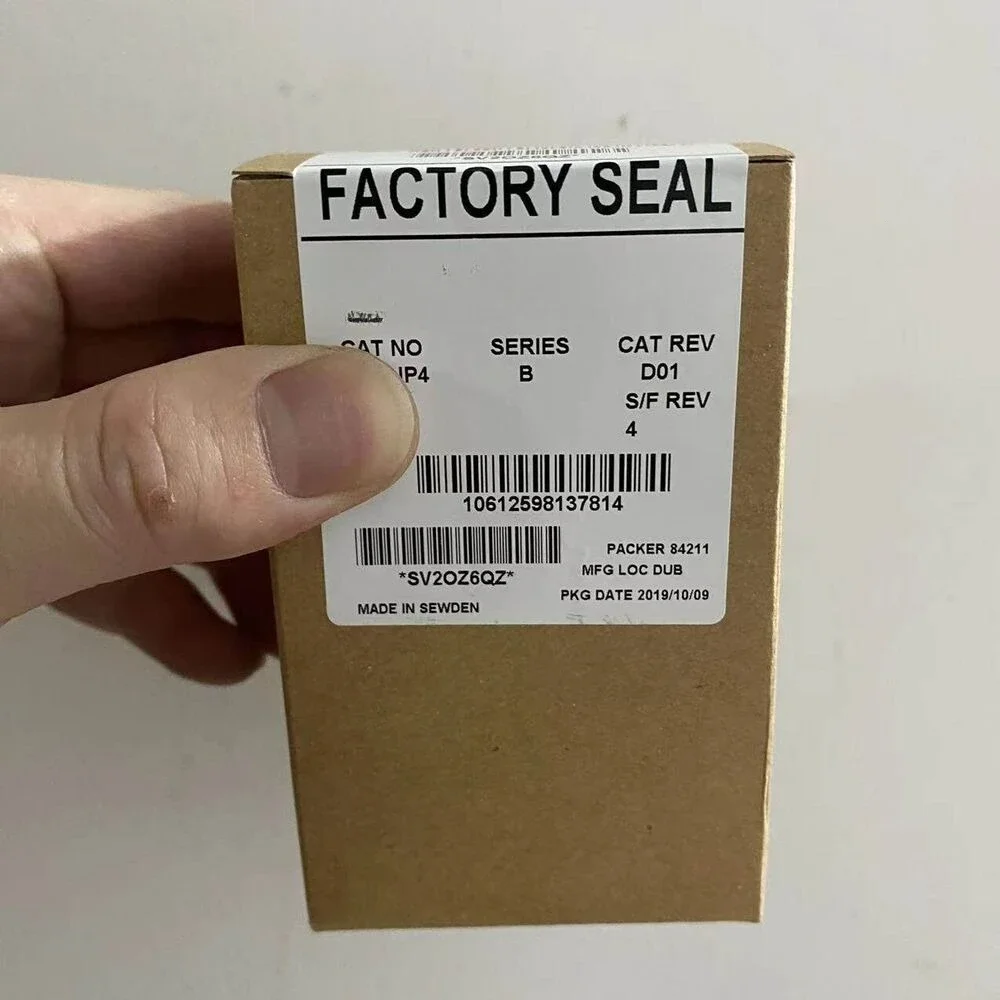 *SV2OZ6QZ*
FACTORY SEAL
CAT NO SERIES CAT REV
IP4 B D01
S/F REV
4
10612598137814
*SV2OZ6QZ*
PACKER 84211
MFG LOC DUB
PKG DATE 2019/10/09
MADE IN SEWDEN